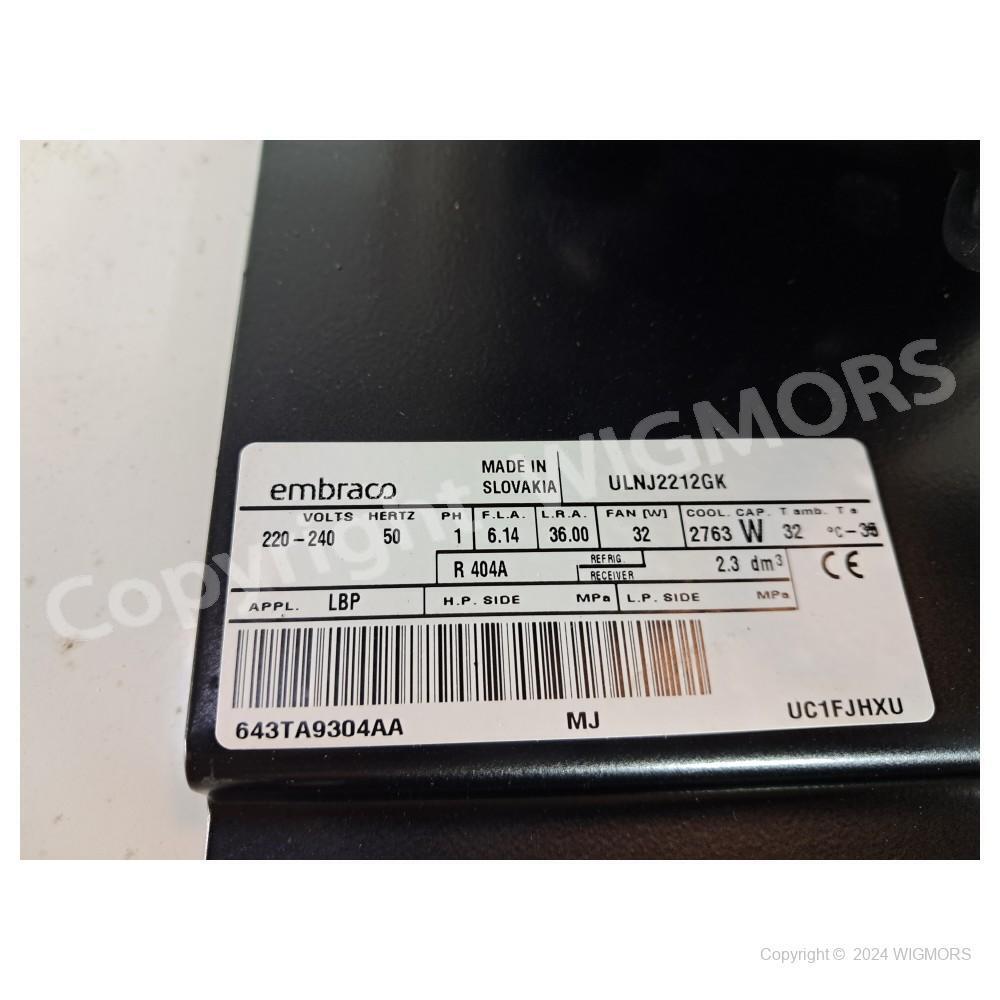 Copyright WIGMORS
embraco MADE IN SLOVAKIA ULNJ2212GK
VOLTS HERTZ PH F.L.A. L.R.A. FAN [W] COOL. CAP. T amb. T a
220-240 50 1 6.14 36.00 32 2763 W 32 °C-35
R 404A REFRIG. RECEIVER 2.3 dm³ CE
APPL. LBP H.P. SIDE MPa L.P. SIDE MPa
643TA9304AA MJ UC1FJHXU
Copyright © 2024 WIGMORS